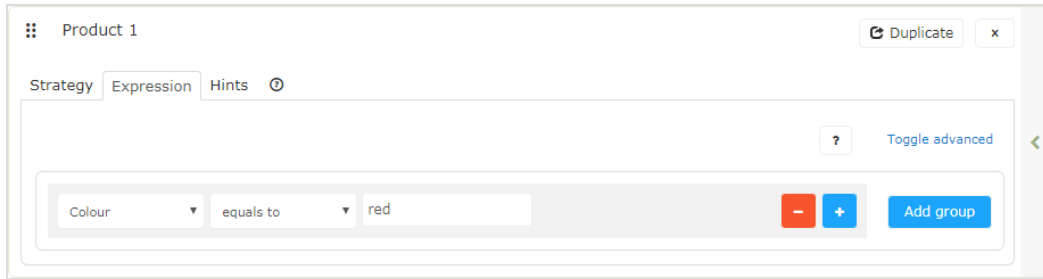 Product 1
Duplicate
x
Strategy Expression Hints ?
? Toggle advanced
Colour equals to red - + Add group